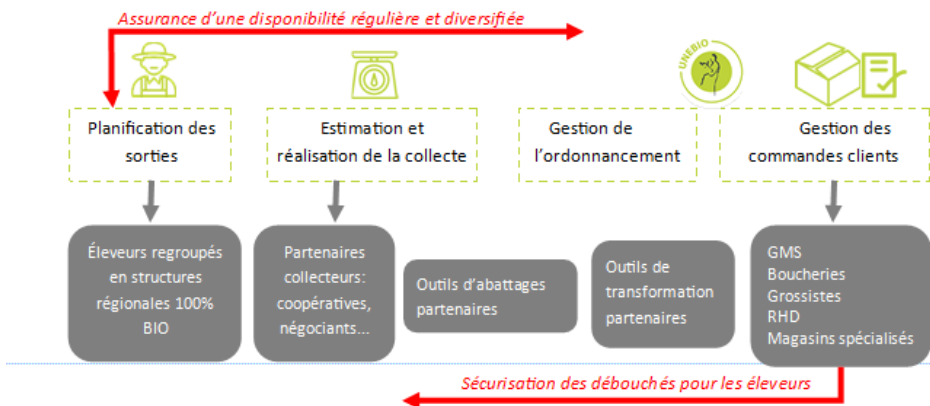 Assurance d'une disponibilité régulière et diversifiée
UNEBIO
Planification des
sorties
Estimation et
réalisation de la collecte
Gestion de
l'ordonnancement
Gestion des
commandes clients
Éleveurs regroupés
en structures
régionales 100%
BIO
Partenaires
collecteurs:
coopératives,
négociants...
Outils d'abattages
partenaires
Outils de
transformation
partenaires
GMS
Boucheries
Grossistes
RHD
Magasins spécialisés
Sécurisation des débouchés pour les éleveurs